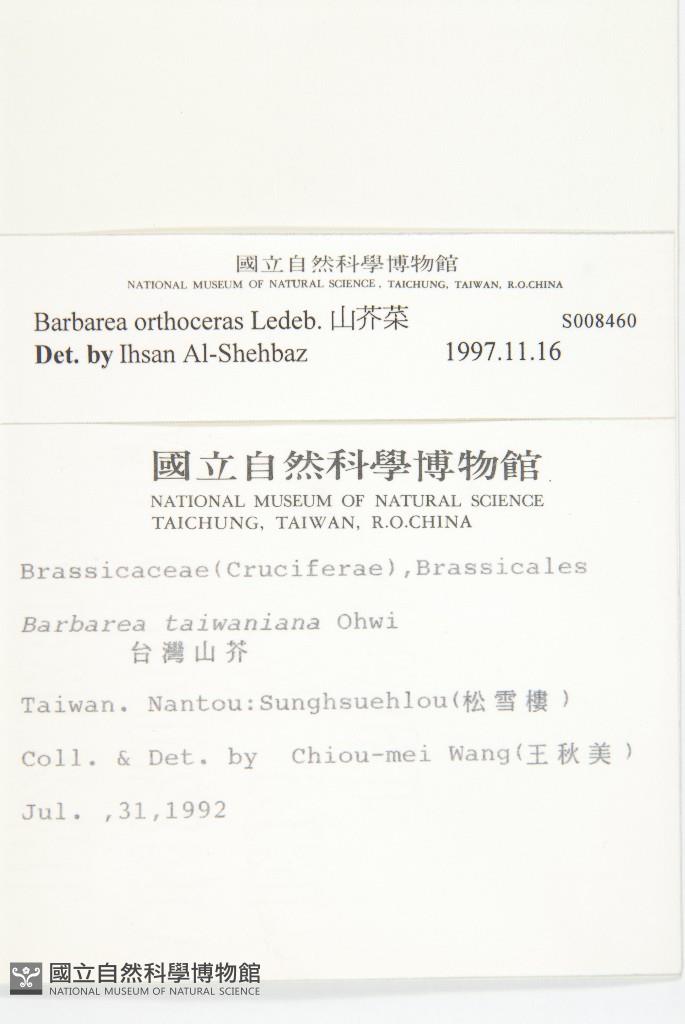 國立自然科學博物館
NATIONAL MUSEUM OF NATURAL SCIENCE, TAICHUNG, TAIWAN, R.O.CHINA
Barbarea orthoceras Ledeb. 山芥菜 S008460
Det. by Ihsan Al-Shehbaz 1997.11.16
國立自然科學博物館
NATIONAL MUSEUM OF NATURAL SCIENCE
TAICHUNG, TAIWAN, R.O.CHINA
Brassicaceae(Cruciferae),Brassicales
Barbarea taiwaniana Ohwi
台灣山芥
Taiwan. Nantou:Sunghsuehlou(松雪樓)
Coll. & Det. by Chiou-mei Wang(王秋美)
Jul. ,31,1992
國立自然科學博物館
NATIONAL MUSEUM OF NATURAL SCIENCE